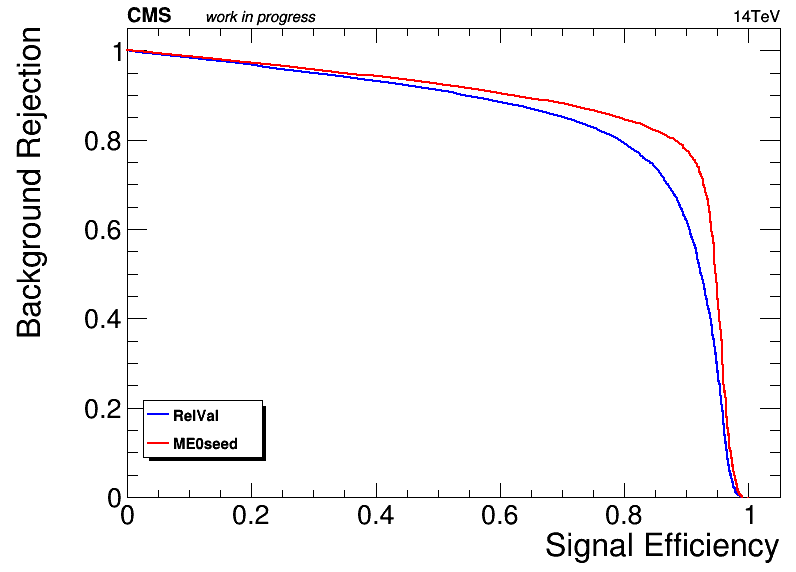 CMS work in progress 14TeV
Background Rejection
1
0.8
0.6
0.4
0.2
0
RelVal
ME0seed
0 0.2 0.4 0.6 0.8 1
Signal Efficiency